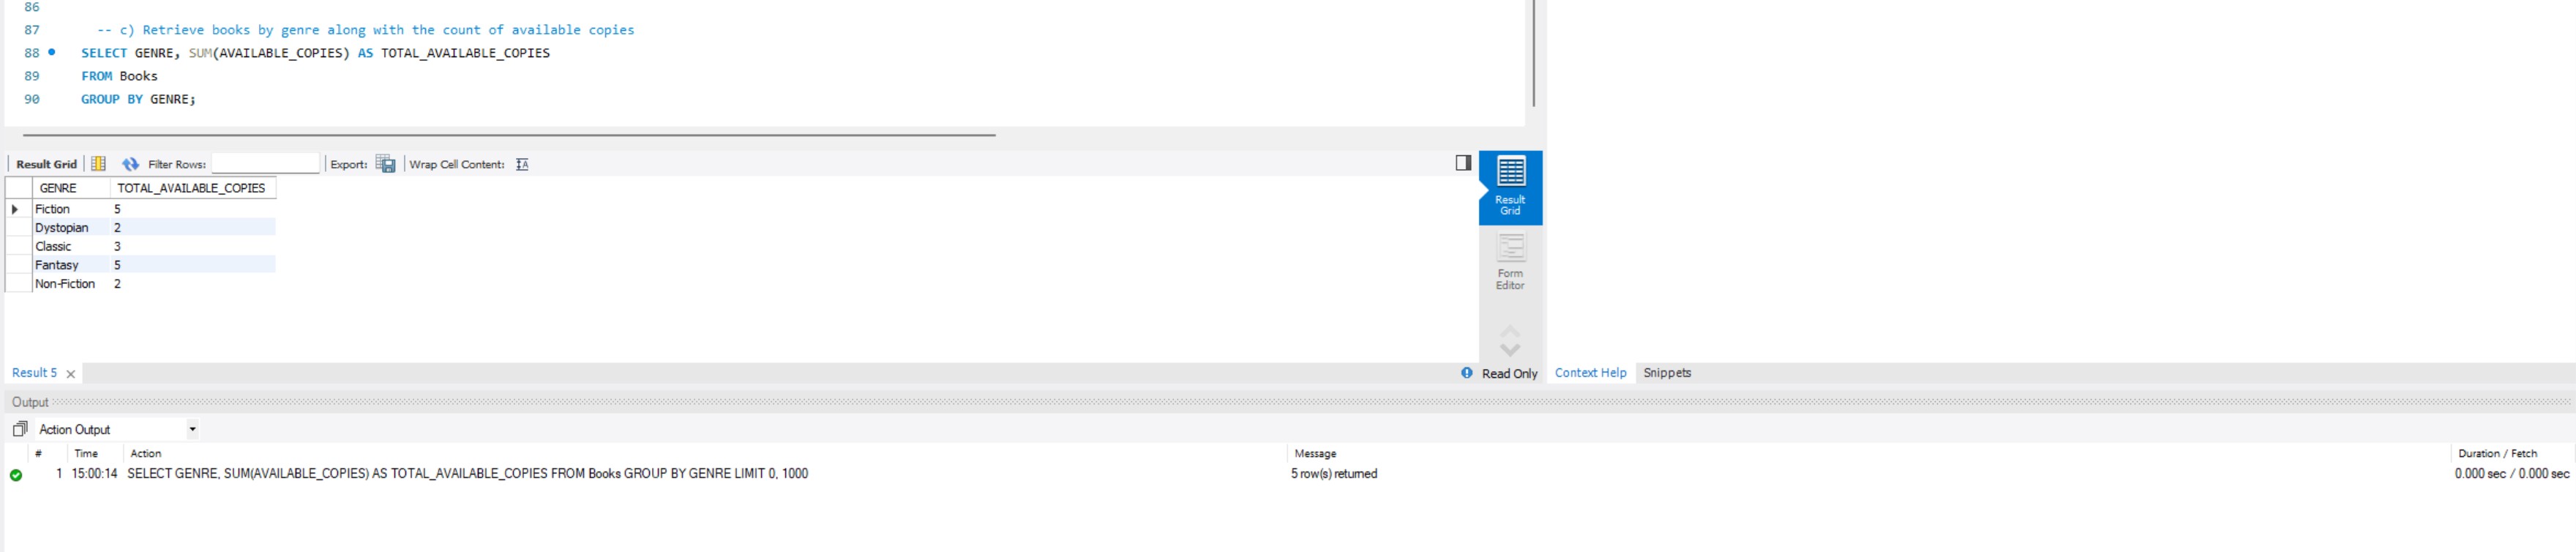 86
87 -- c) Retrieve books by genre along with the count of available copies
88 SELECT GENRE, SUM(AVAILABLE_COPIES) AS TOTAL_AVAILABLE_COPIES
89 FROM Books
90 GROUP BY GENRE;
Result Grid Filter Rows: Export: Wrap Cell Content:
GENRE TOTAL_AVAILABLE_COPIES
Fiction 5
Dystopian 2
Classic 3
Fantasy 5
Non-Fiction 2
Result
Grid
Form
Editor
Result 5 Read Only Context Help Snippets
Output
Action Output
# Time Action Message Duration / Fetch
1 15:00:14 SELECT GENRE, SUM(AVAILABLE_COPIES) AS TOTAL_AVAILABLE_COPIES FROM Books GROUP BY GENRE LIMIT 0, 1000 5 row(s) returned 0.000 sec / 0.000 sec